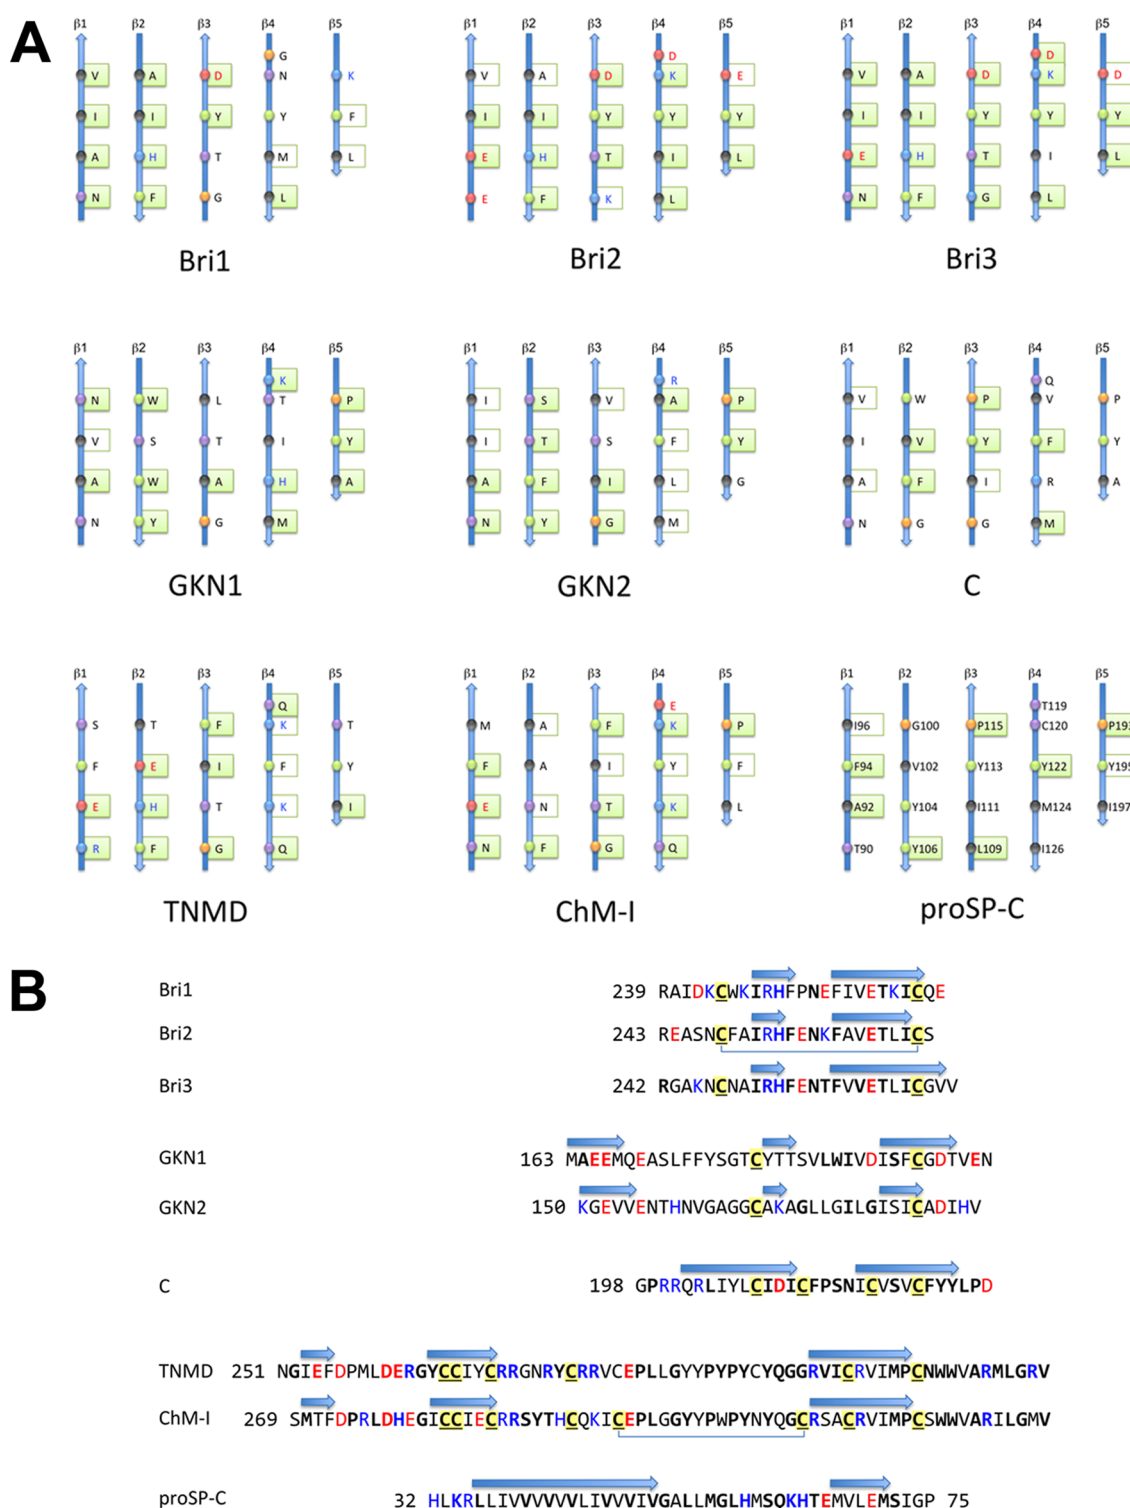 A
β1 β2 β3 β4 β5 β1 β2 β3 β4 β5 β1 β2 β3 β4 β5
G D D
V A D N K V A D K E V A D K D
I I Y Y F I I Y Y Y I I Y Y Y
A H T M L E H T I L E H T I L
N F G L E F K L N F G L
Bri1 Bri2 Bri3
β1 β2 β3 β4 β5 β1 β2 β3 β4 β5 β1 β2 β3 β4 β5
K R Q
N W L T P I S V A P V W P V P
V S T I Y I T S F Y I V Y F Y
A W A H A A F I L G A F I R A
N Y G M N Y G M N G G M
GKN1 GKN2 C
β1 β2 β3 β4 β5 β1 β2 β3 β4 β5 β1 β2 β3 β4 β5
Q E T119
S T F K T M A F K P I96 G100 P115 C120 P193
F E I F Y F A I Y F F94 V102 Y113 Y122 Y195
E H T K I E N T K L A92 Y104 I111 M124 I197
R F G Q N F G Q T90 Y106 L109 I126
TNMD ChM-I proSP-C
B
Bri1 239 RAIDKCWKIRHFPNEFIVETKICQE
Bri2 243 REASNCFAIRHFENKFAVETLICS
Bri3 242 RGAKNCNAIRHFENTFVVETLICGVV
GKN1 163 MAEEMQEASLFFYSGTCYTTSVLWIVDISFCGDTVEN
GKN2 150 KGEVVENTHNVGAGGCAKAGLLGILGISICADIHV
C 198 GPRRQRLIYLCIDICFPSNICVSVCFYYLPD
TNMD 251 NGIEFDPMLDERGYCCIYCRRGNRYCRRVCEPLLGYYPYPYCYQGGRVICRVIMPCNWWVARMLGRV
ChM-I 269 SMTFDPRLDHEGICCIECRRSYTHCQKICEPLGGYYPWPYNYQGCRSACRVIMPCSWWVARILGMV
proSP-C 32 HLKRLLIVVVVVVLIVVVIVGALLMGLHMSQKHTEMVLEMSIGP 75